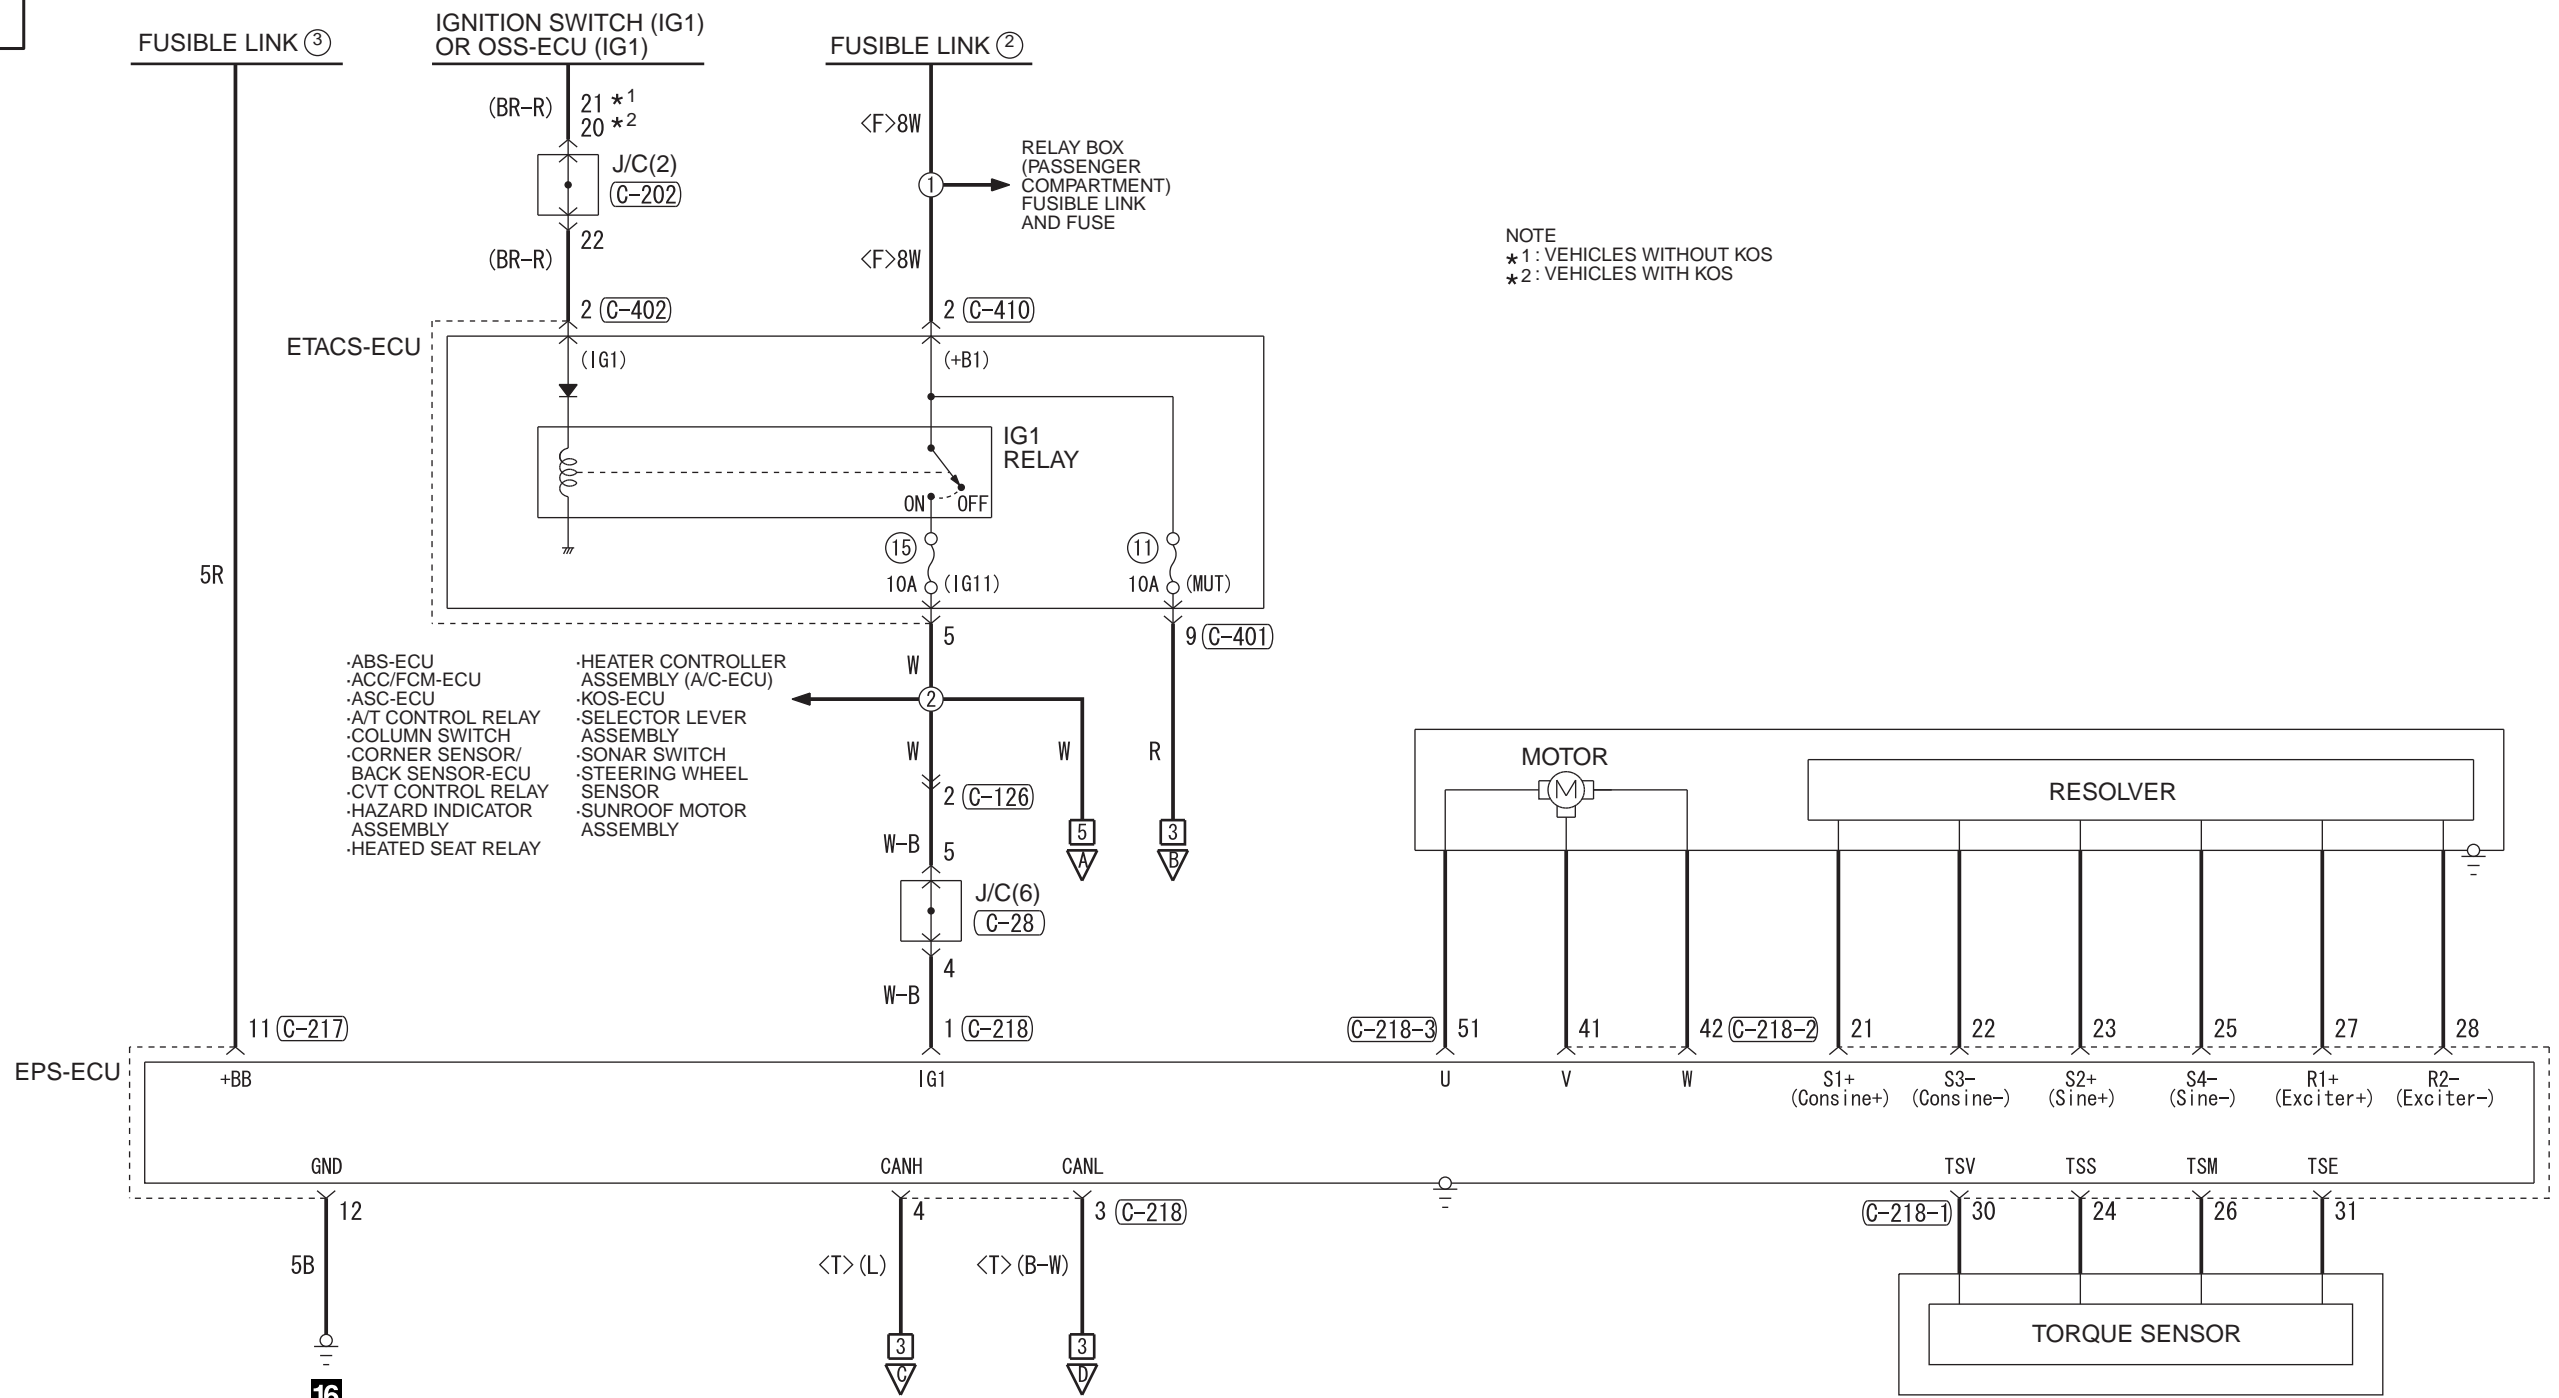 FUSIBLE LINK ③
IGNITION SWITCH (IG1)
OR OSS-ECU (IG1)
FUSIBLE LINK ②
(BR-R)
21 *1
20 *2
J/C(2)
(C-202)
22
(BR-R)
2 (C-402)
<F>8W
1
RELAY BOX
(PASSENGER
COMPARTMENT)
FUSIBLE LINK
AND FUSE
<F>8W
2 (C-410)
NOTE
*1: VEHICLES WITHOUT KOS
*2: VEHICLES WITH KOS
ETACS-ECU
(IG1)
(+B1)
IG1
RELAY
ON
OFF
15
10A
(IG11)
11
10A
(MUT)
5R
5
9 (C-401)
·ABS-ECU
·ACC/FCM-ECU
·ASC-ECU
·A/T CONTROL RELAY
·COLUMN SWITCH
·CORNER SENSOR/
BACK SENSOR-ECU
·CVT CONTROL RELAY
·HAZARD INDICATOR
ASSEMBLY
·HEATED SEAT RELAY
·HEATER CONTROLLER
ASSEMBLY (A/C-ECU)
·KOS-ECU
·SELECTOR LEVER
ASSEMBLY
·SONAR SWITCH
·STEERING WHEEL
SENSOR
·SUNROOF MOTOR
ASSEMBLY
W
2
W
W
R
2 (C-126)
5
A
3
B
W-B
5
J/C(6)
(C-28)
4
W-B
1 (C-218)
11 (C-217)
MOTOR
M
RESOLVER
(C-218-3) 51
41
42 (C-218-2) 21
22
23
25
27
28
EPS-ECU
+BB
IG1
U
V
W
S1+
(Consine+)
S3-
(Consine-)
S2+
(Sine+)
S4-
(Sine-)
R1+
(Exciter+)
R2-
(Exciter-)
GND
CANH
CANL
TSV
TSS
TSM
TSE
12
4
3 (C-218)
(C-218-1) 30
24
26
31
5B
<T>(L)
<T>(B-W)
3
C
3
D
TORQUE SENSOR
16